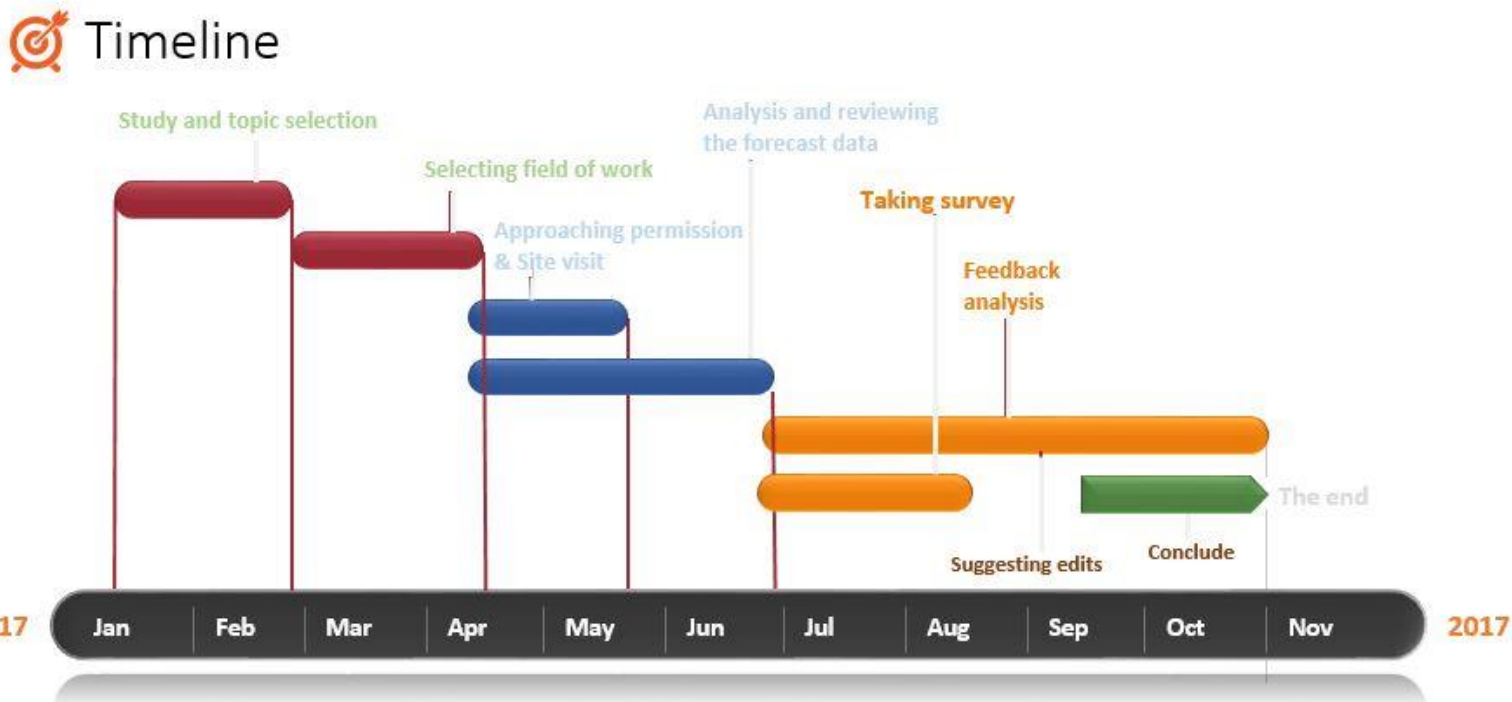 Timeline
Study and topic selection
Analysis and reviewing
the forecast data
Selecting field of work
Taking survey
Approaching permission
& Site visit
Feedback
analysis
The end
Conclude
Suggesting edits
17 Jan Feb Mar Apr May Jun Jul Aug Sep Oct Nov 2017